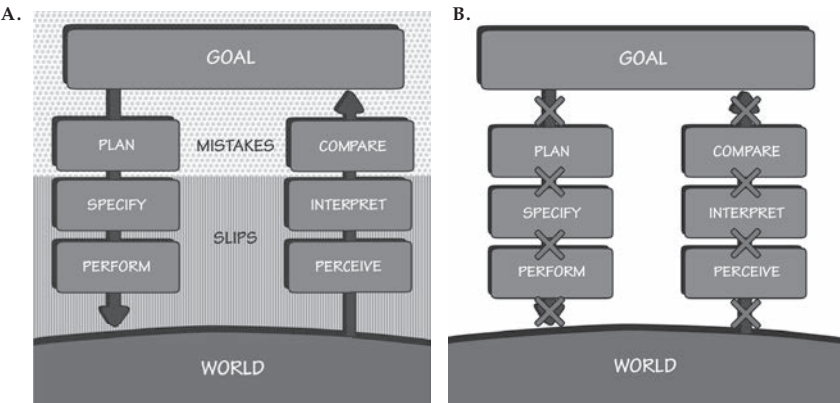 A.
GOAL
PLAN
MISTAKES
COMPARE
SPECIFY
INTERPRET
SLIPS
PERFORM
PERCEIVE
WORLD
B.
GOAL
PLAN
COMPARE
SPECIFY
INTERPRET
PERFORM
PERCEIVE
WORLD